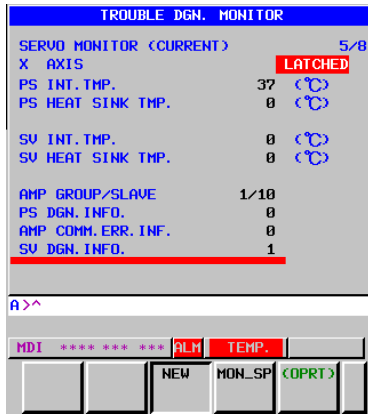 TROUBLE DGN. MONITOR
SERVO MONITOR (CURRENT) 5/8
X AXIS LATCHED
PS INT.TMP. 37 (℃)
PS HEAT SINK TMP. 0 (℃)
SV INT.TMP. 0 (℃)
SV HEAT SINK TMP. 0 (℃)
AMP GROUP/SLAVE 1/10
PS DGN.INFO. 0
AMP COMM.ERR.INF. 0
SV DGN.INFO. 1
A>^
MDI **** *** *** ALM TEMP.
NEW MON_SP (OPRT)